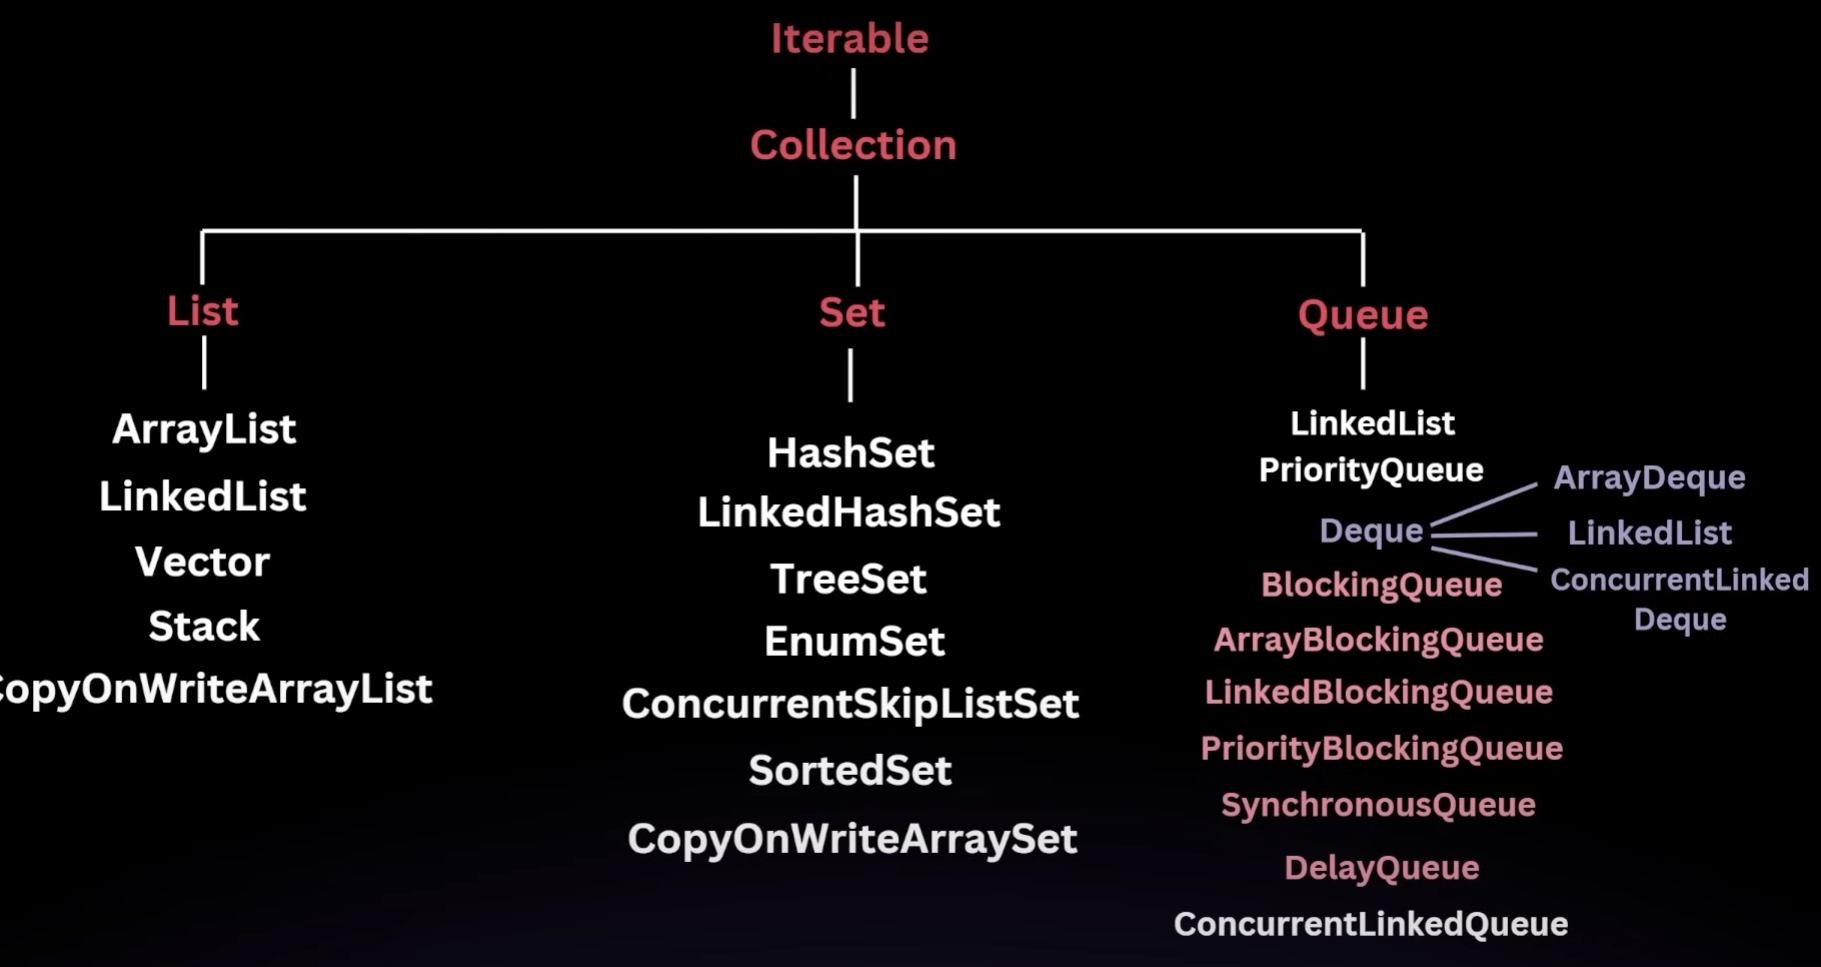 Iterable
Collection
List
Set
Queue
ArrayList
LinkedList
Vector
Stack
opyOnWriteArrayList
HashSet
LinkedHashSet
TreeSet
EnumSet
ConcurrentSkipListSet
SortedSet
CopyOnWriteArraySet
LinkedList
PriorityQueue
Deque
ArrayDeque
LinkedList
ConcurrentLinked
Deque
BlockingQueue
ArrayBlockingQueue
LinkedBlockingQueue
PriorityBlockingQueue
SynchronousQueue
DelayQueue
ConcurrentLinkedQueue